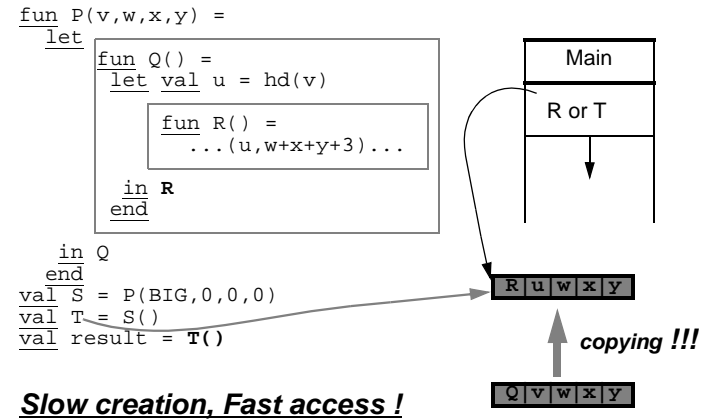 fun P(v,w,x,y) =
let
fun Q() =
let val u = hd(v)
fun R() =
...(u,w+x+y+3)...
in R
end
in Q
end
val S = P(BIG,0,0,0)
val T = S()
val result = T()
Slow creation, Fast access !
Main
R or T
R u w x y
copying !!!
Q v w x y